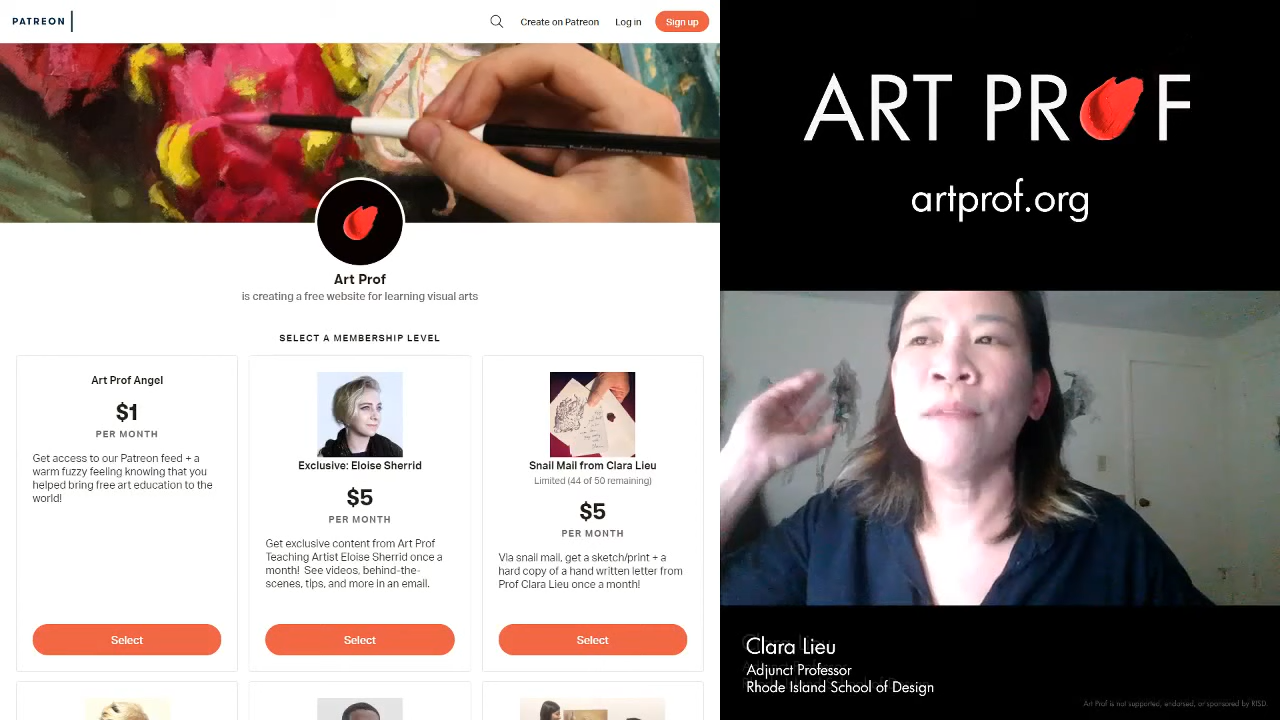 PATREON
Create on Patreon
Log in
Sign up
Art Prof
is creating a free website for learning visual arts
SELECT A MEMBERSHIP LEVEL
Art Prof Angel
$1
PER MONTH
Get access to our Patreon feed + a
warm fuzzy feeling knowing that you
helped bring free art education to the
world!
Select
Exclusive: Eloise Sherrid
$5
PER MONTH
Get exclusive content from Art Prof
Teaching Artist Eloise Sherrid once a
month! See videos, behind-the-
scenes, tips, and more in an email.
Select
Snail Mail from Clara Lieu
Limited (44 of 50 remaining)
$5
PER MONTH
Via snail mail, get a sketch/print + a
hard copy of a hand written letter from
Prof Clara Lieu once a month!
Select
ART PROF
artprof.org
Clara Lieu
Adjunct Professor
Rhode Island School of Design
Art Prof is not supported, endorsed, or sponsored by RISD.